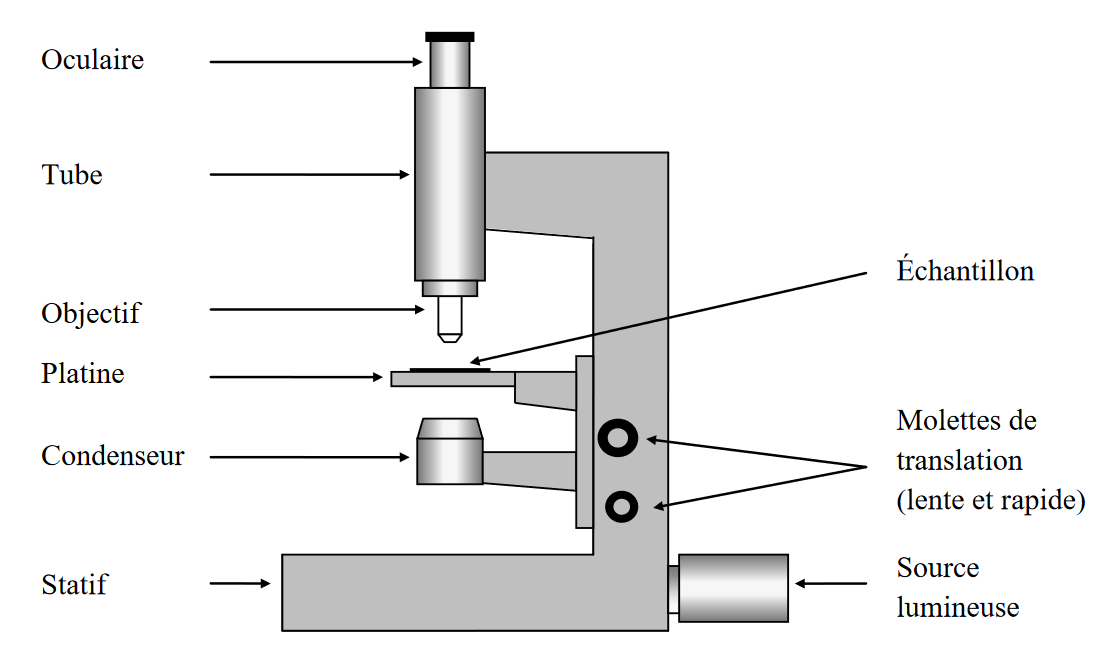 Oculaire
Tube
Objectif
Platine
Condenseur
Statif
Échantillon
Molettes de
translation
(lente et rapide)
Source
lumineuse